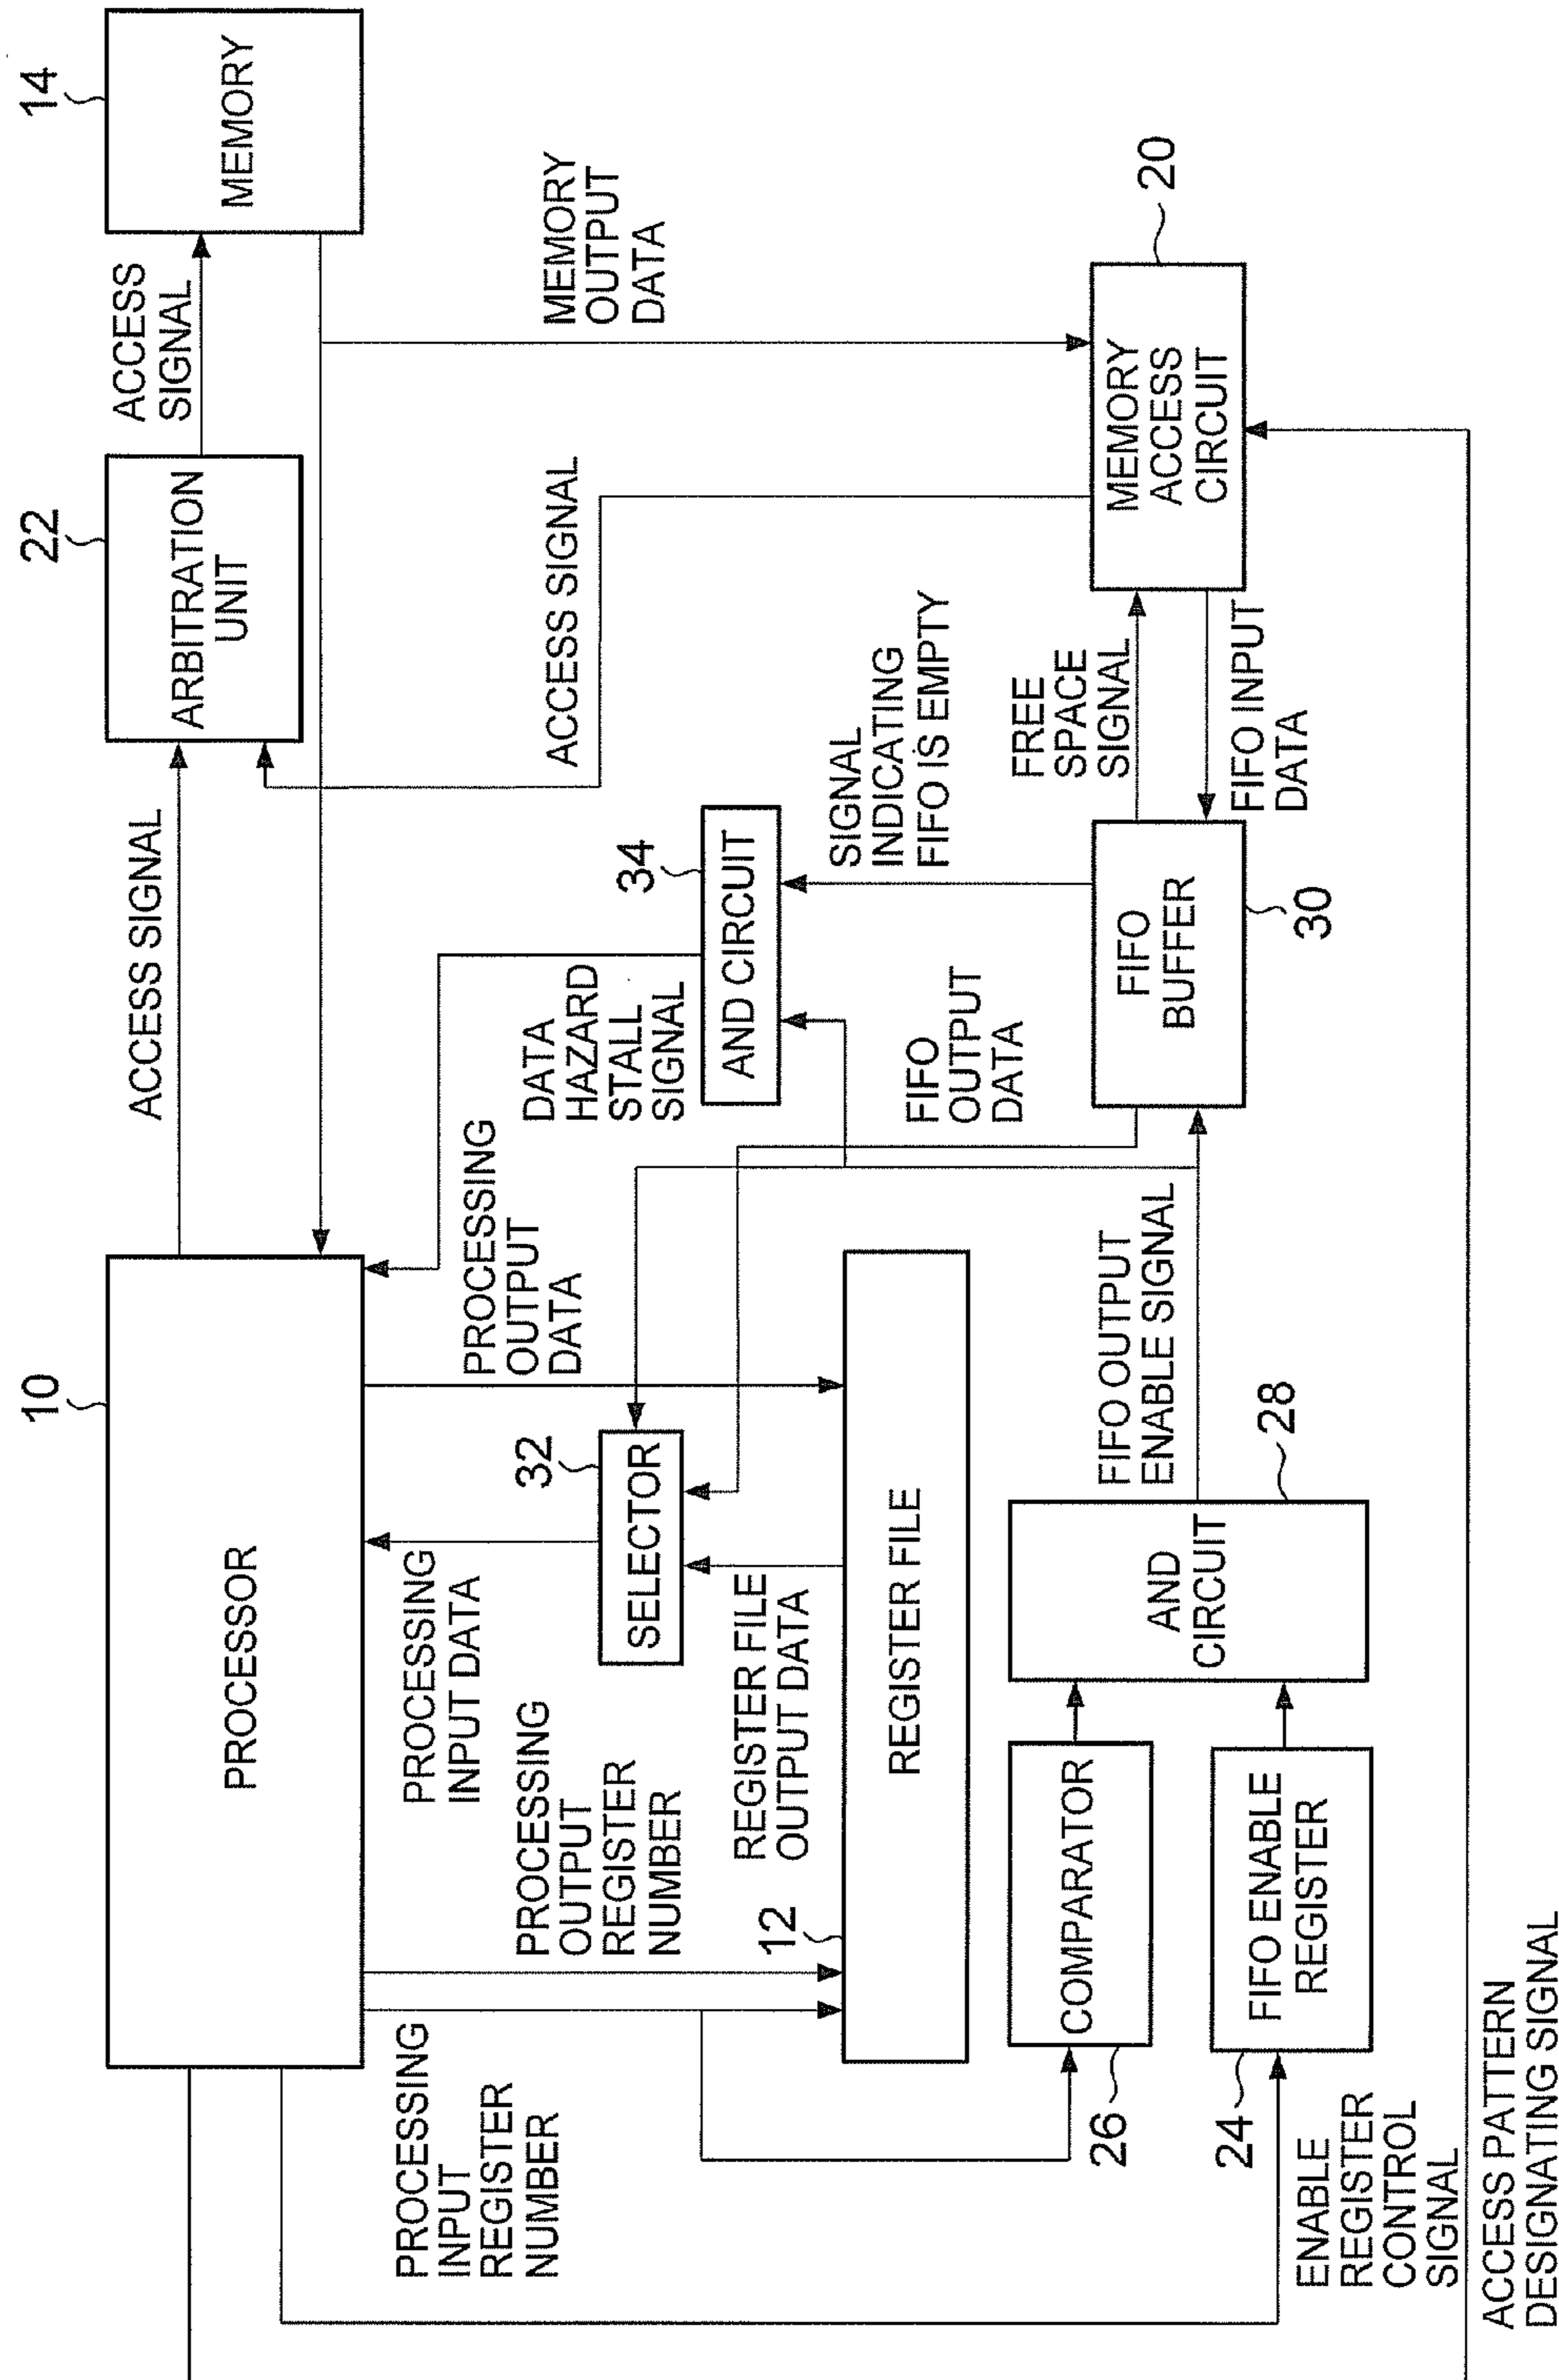 10
PROCESSOR
ACCESS SIGNAL
22
ARBITRATION
UNIT
ACCESS
SIGNAL
14
MEMORY
PROCESSING
INPUT
REGISTER
NUMBER
PROCESSING
OUTPUT
REGISTER
NUMBER
PROCESSING
INPUT DATA
32
SELECTOR
REGISTER FILE
OUTPUT DATA
PROCESSING
OUTPUT
DATA
DATA
HAZARD
STALL
SIGNAL
34
AND CIRCUIT
ACCESS SIGNAL
MEMORY
OUTPUT
DATA
12
REGISTER FILE
FIFO
OUTPUT
DATA
SIGNAL
INDICATING
FIFO IS EMPTY
26
COMPARATOR
24
FIFO ENABLE
REGISTER
AND
CIRCUIT
28
FIFO OUTPUT
ENABLE SIGNAL
FIFO
BUFFER
30
FREE
SPACE
SIGNAL
FIFO INPUT
DATA
MEMORY
ACCESS
CIRCUIT
20
ENABLE
REGISTER
CONTROL
SIGNAL
ACCESS PATTERN
DESIGNATING SIGNAL